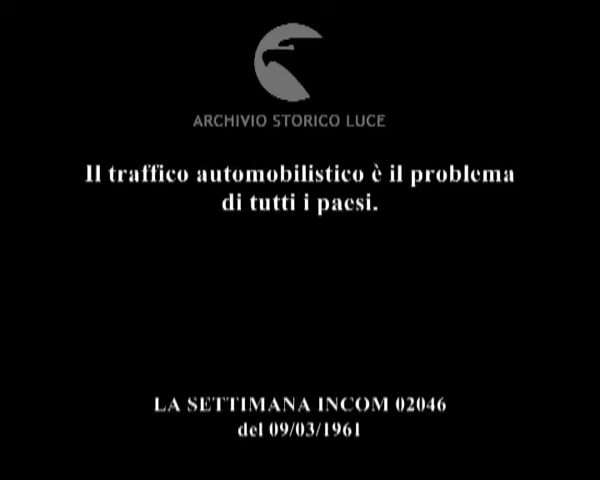 ARCHIVIO STORICO LUCE
Il traffico automobilistico è il problema
di tutti i paesi.
LA SETTIMANA INCOM 02046
del 09/03/1961